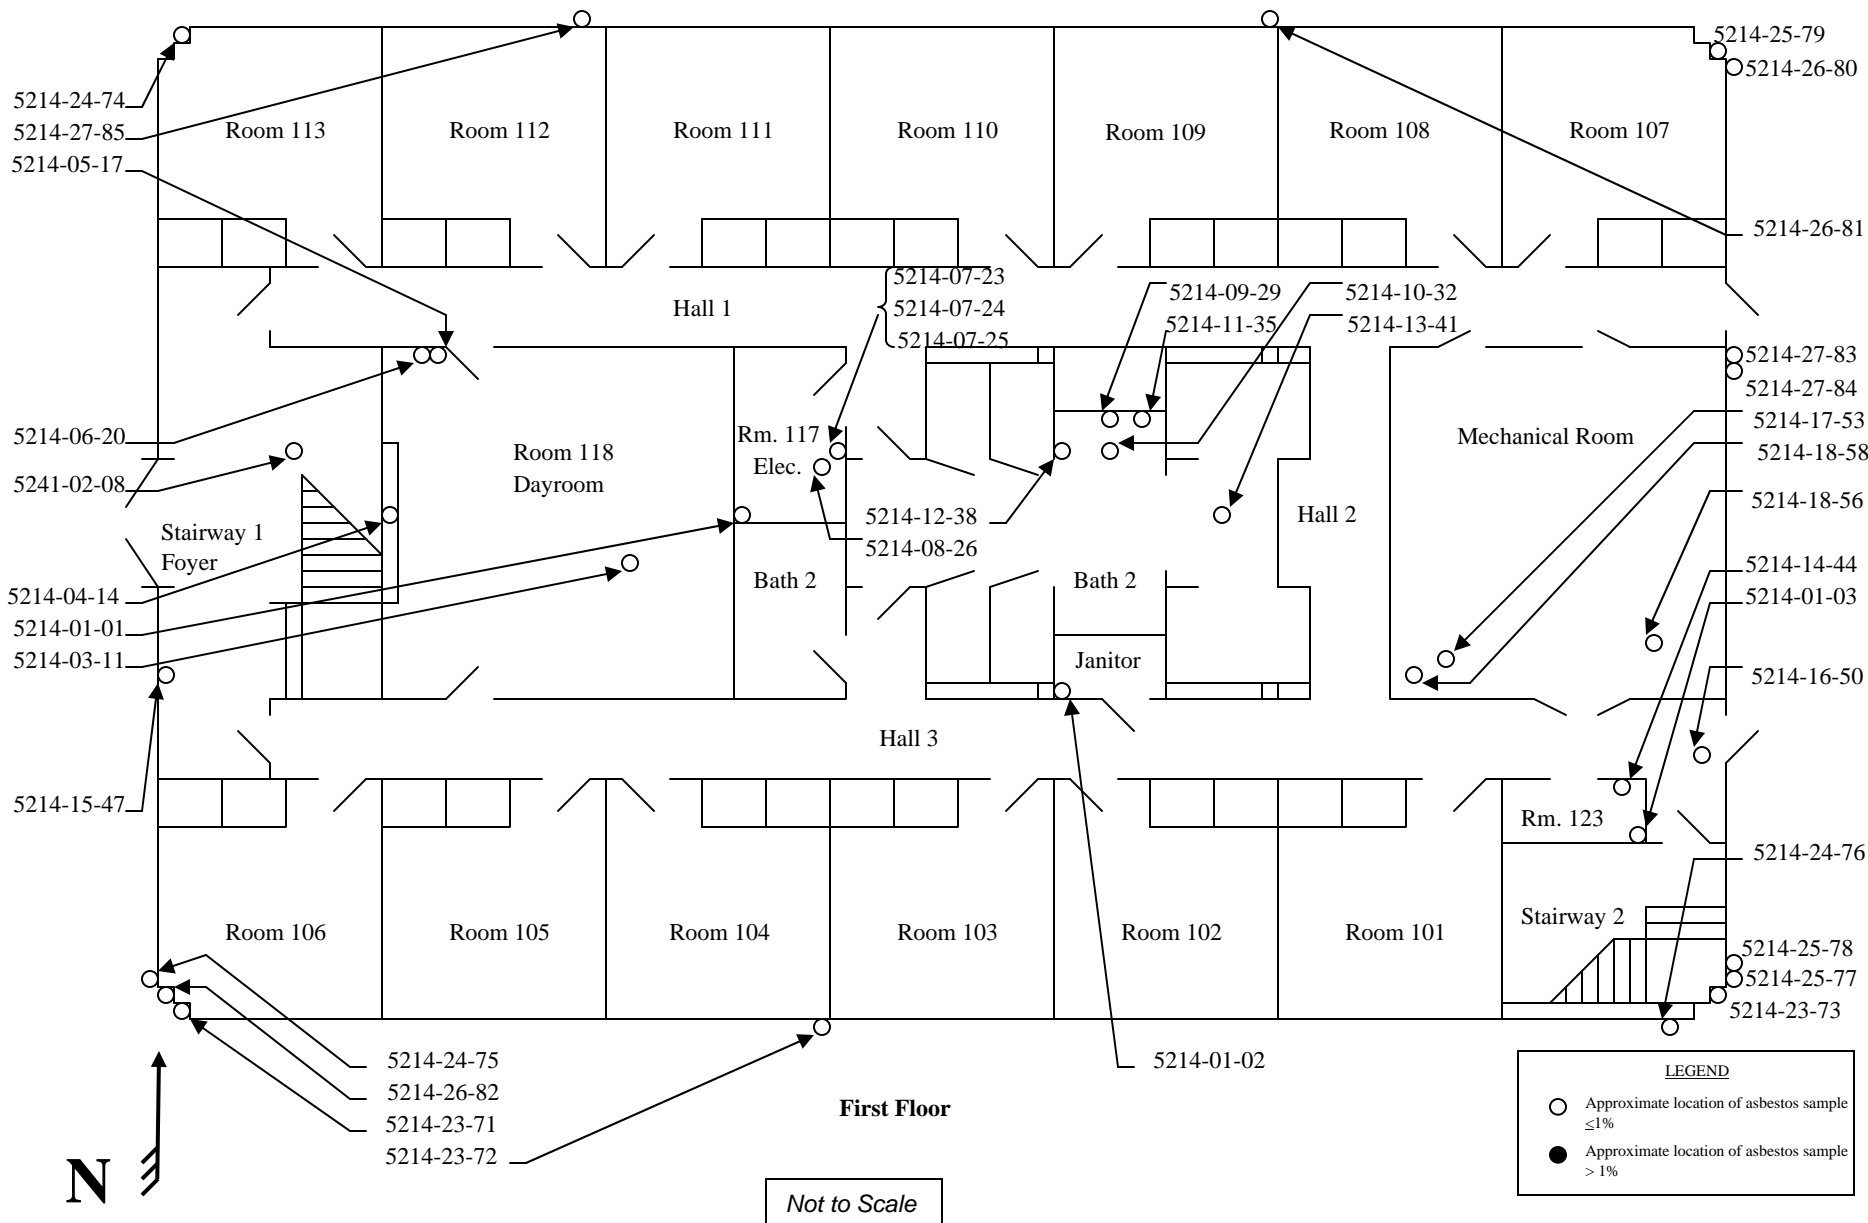 5214-25-79
5214-26-80
5214-24-74
5214-27-85
5214-05-17
Room 113
Room 112
Room 111
Room 110
Room 109
Room 108
Room 107
5214-26-81
5214-07-23
5214-07-24
5214-07-25
Hall 1
5214-09-29
5214-11-35
5214-10-32
5214-13-41
5214-27-83
5214-27-84
5214-17-53
5214-18-58
5214-18-56
5214-06-20
5241-02-08
Rm. 117
Elec.
Room 118
Dayroom
Mechanical Room
Stairway 1
Foyer
5214-12-38
5214-08-26
Hall 2
5214-14-44
5214-01-03
5214-04-14
5214-01-01
5214-03-11
Bath 2
Bath 2
Janitor
5214-16-50
Hall 3
5214-15-47
Rm. 123
5214-24-76
Room 106
Room 105
Room 104
Room 103
Room 102
Room 101
Stairway 2
5214-25-78
5214-25-77
5214-23-73
5214-24-75
5214-26-82
5214-23-71
5214-23-72
5214-01-02
First Floor
N
Not to Scale
LEGEND
Approximate location of asbestos sample
≤1%
Approximate location of asbestos sample
> 1%